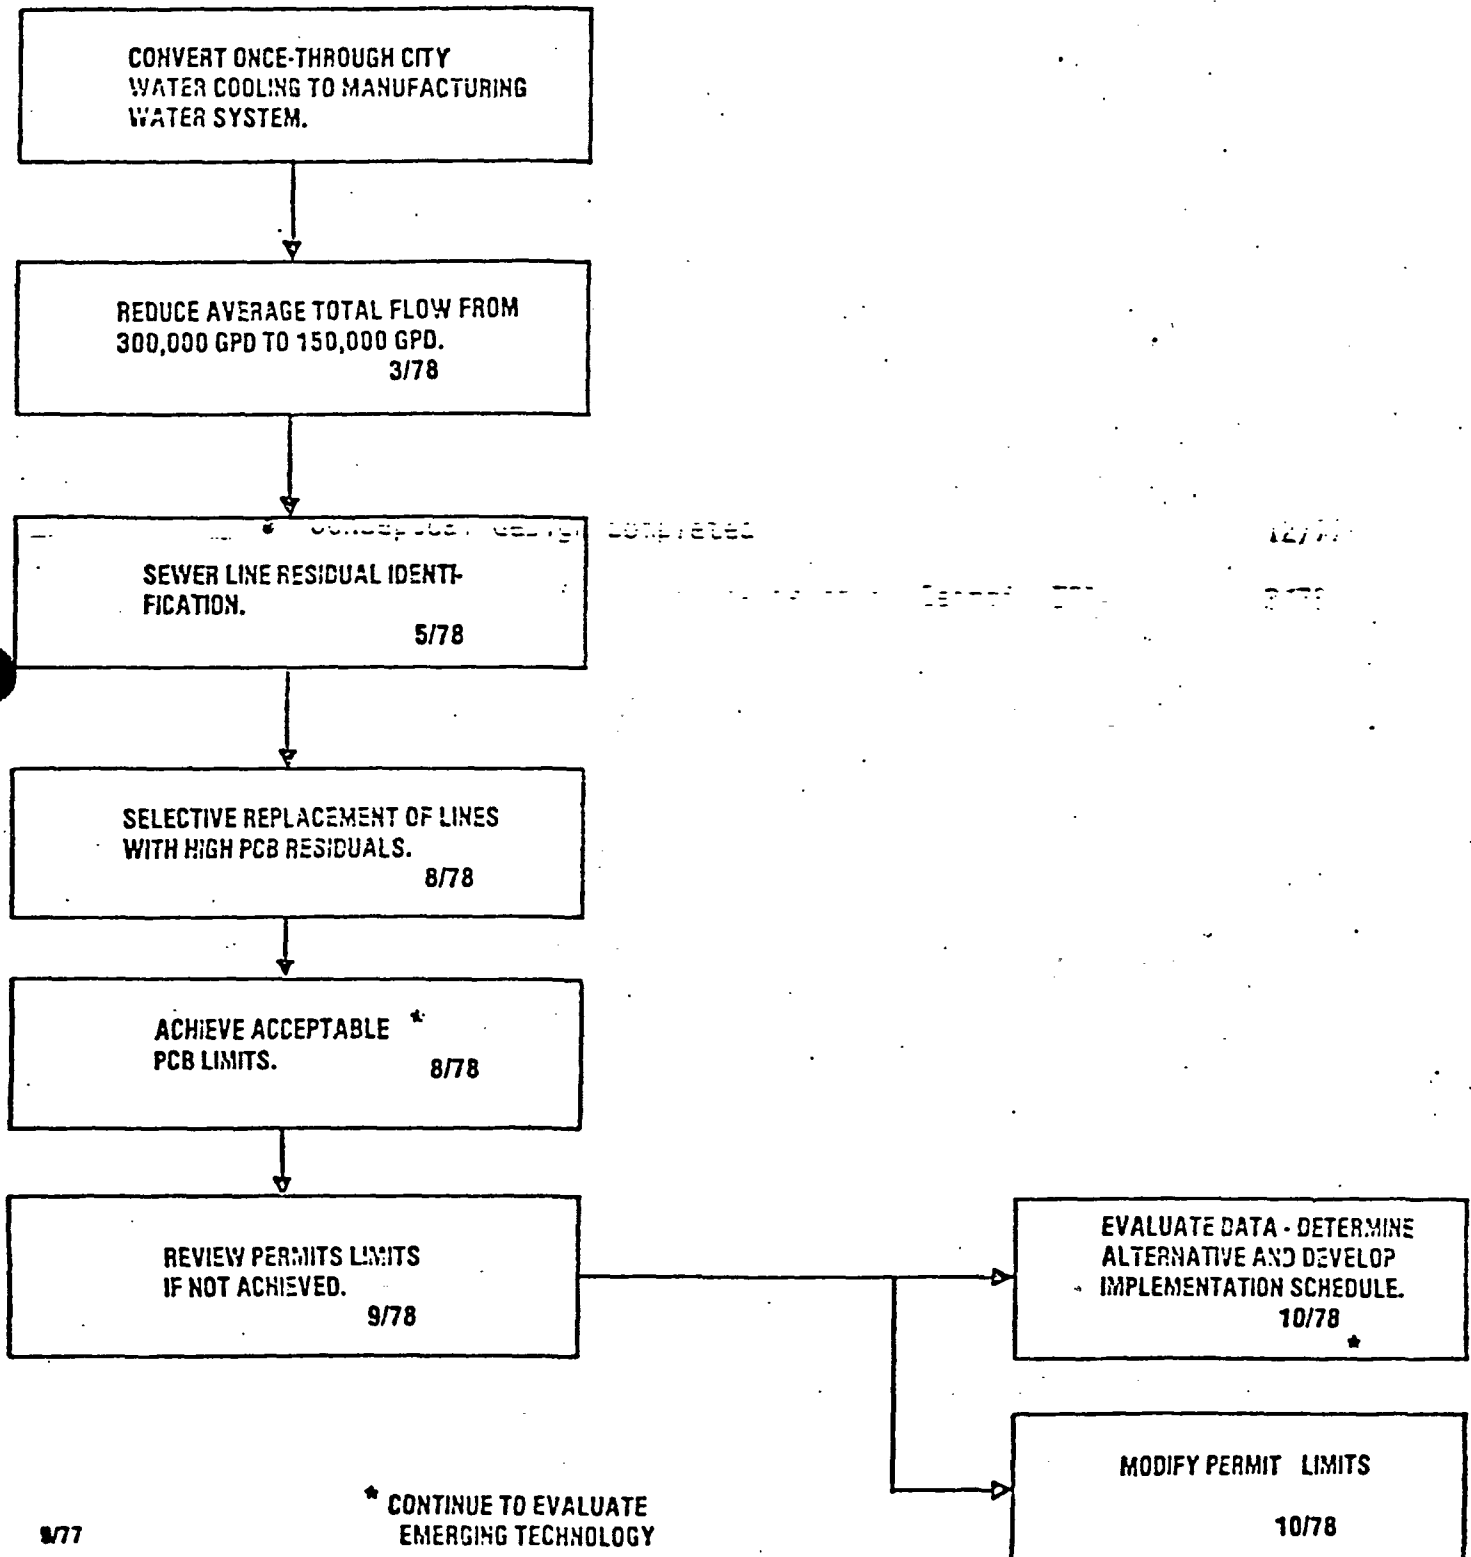 CONVERT ONCE-THROUGH CITY
WATER COOLING TO MANUFACTURING
WATER SYSTEM.
REDUCE AVERAGE TOTAL FLOW FROM
300,000 GPD TO 150,000 GPD.
3/78
SEWER LINE RESIDUAL IDENTI-
FICATION.
5/78
SELECTIVE REPLACEMENT OF LINES
WITH HIGH PCB RESIDUALS.
8/78
ACHIEVE ACCEPTABLE *
PCB LIMITS.
8/78
REVIEW PERMITS LIMITS
IF NOT ACHIEVED.
9/78
EVALUATE DATA - DETERMINE
ALTERNATIVE AND DEVELOP
IMPLEMENTATION SCHEDULE.
10/78
*
MODIFY PERMIT LIMITS
10/78
* CONTINUE TO EVALUATE
EMERGING TECHNOLOGY